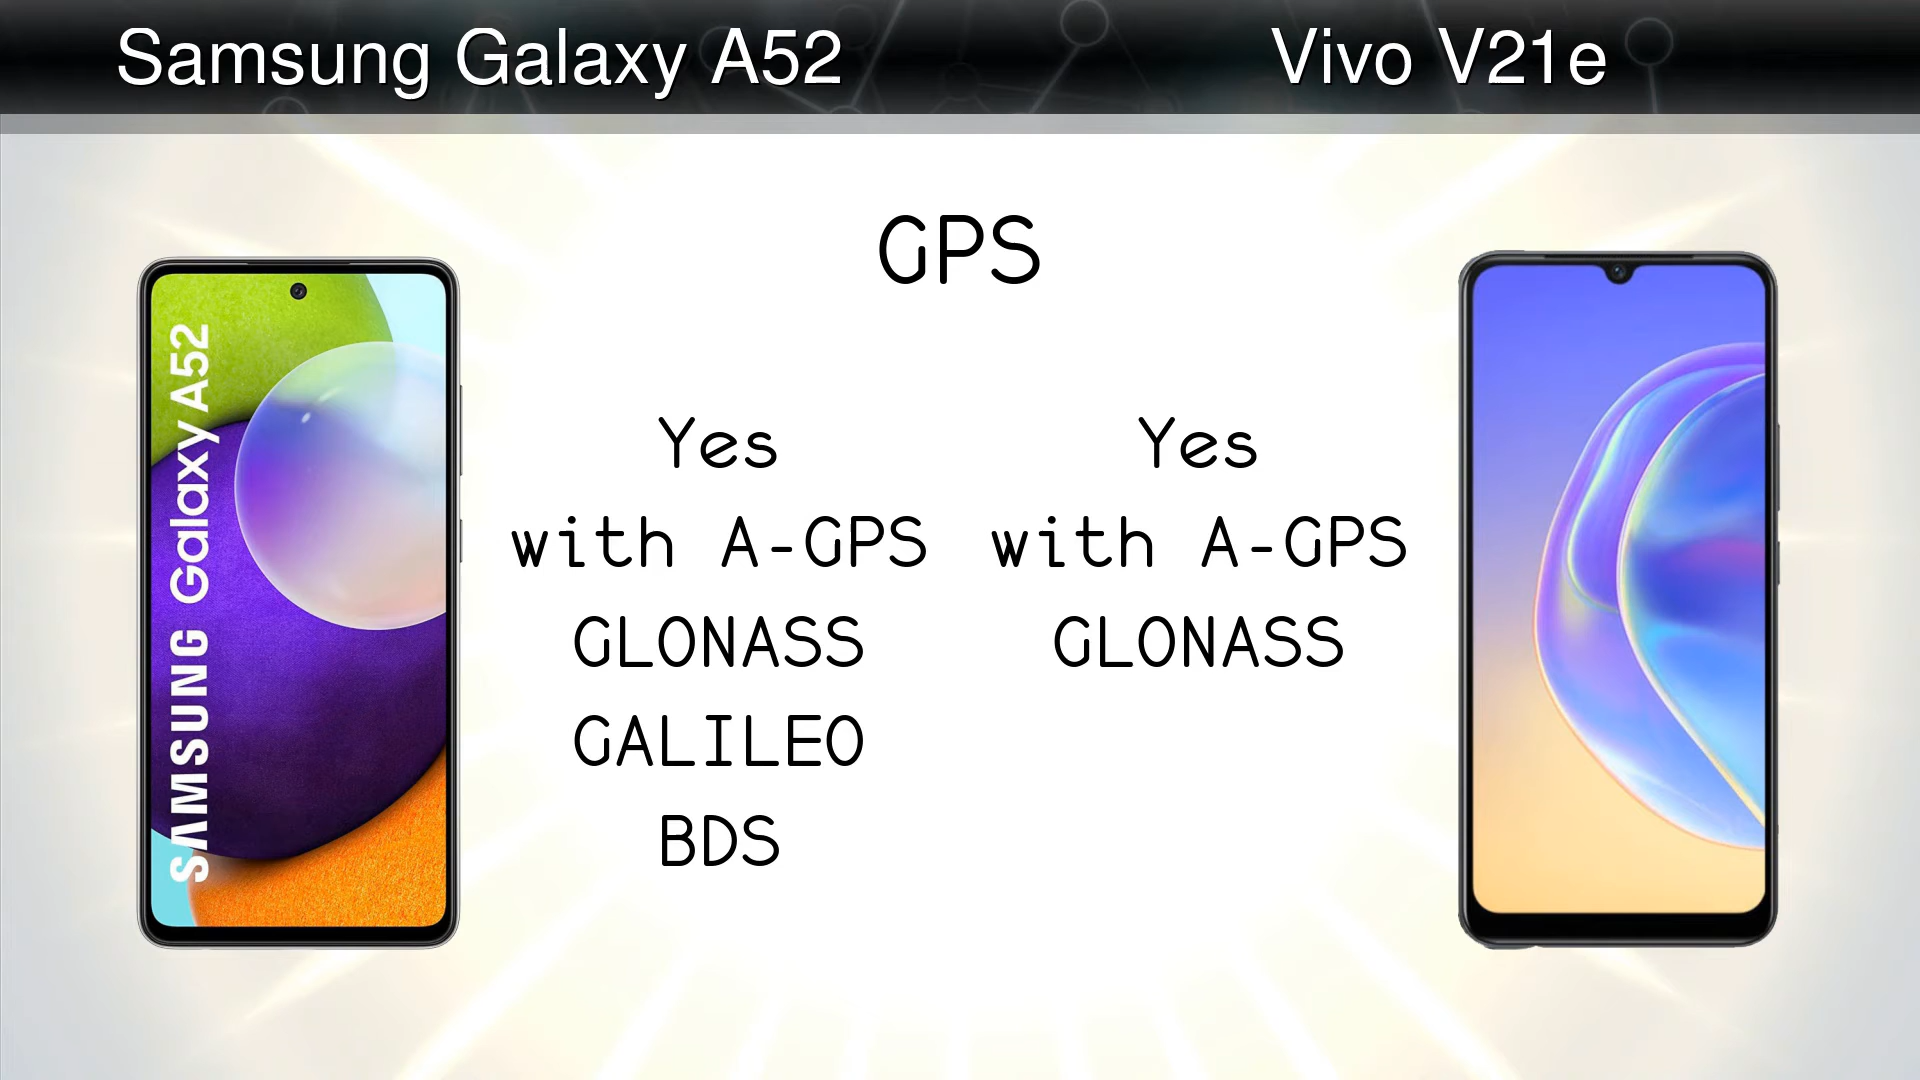 Samsung Galaxy A52
Vivo V21e
GPS
SAMSUNG Galaxy A52
Yes
with A-GPS
GLONASS
GALILEO
BDS
Yes
with A-GPS
GLONASS